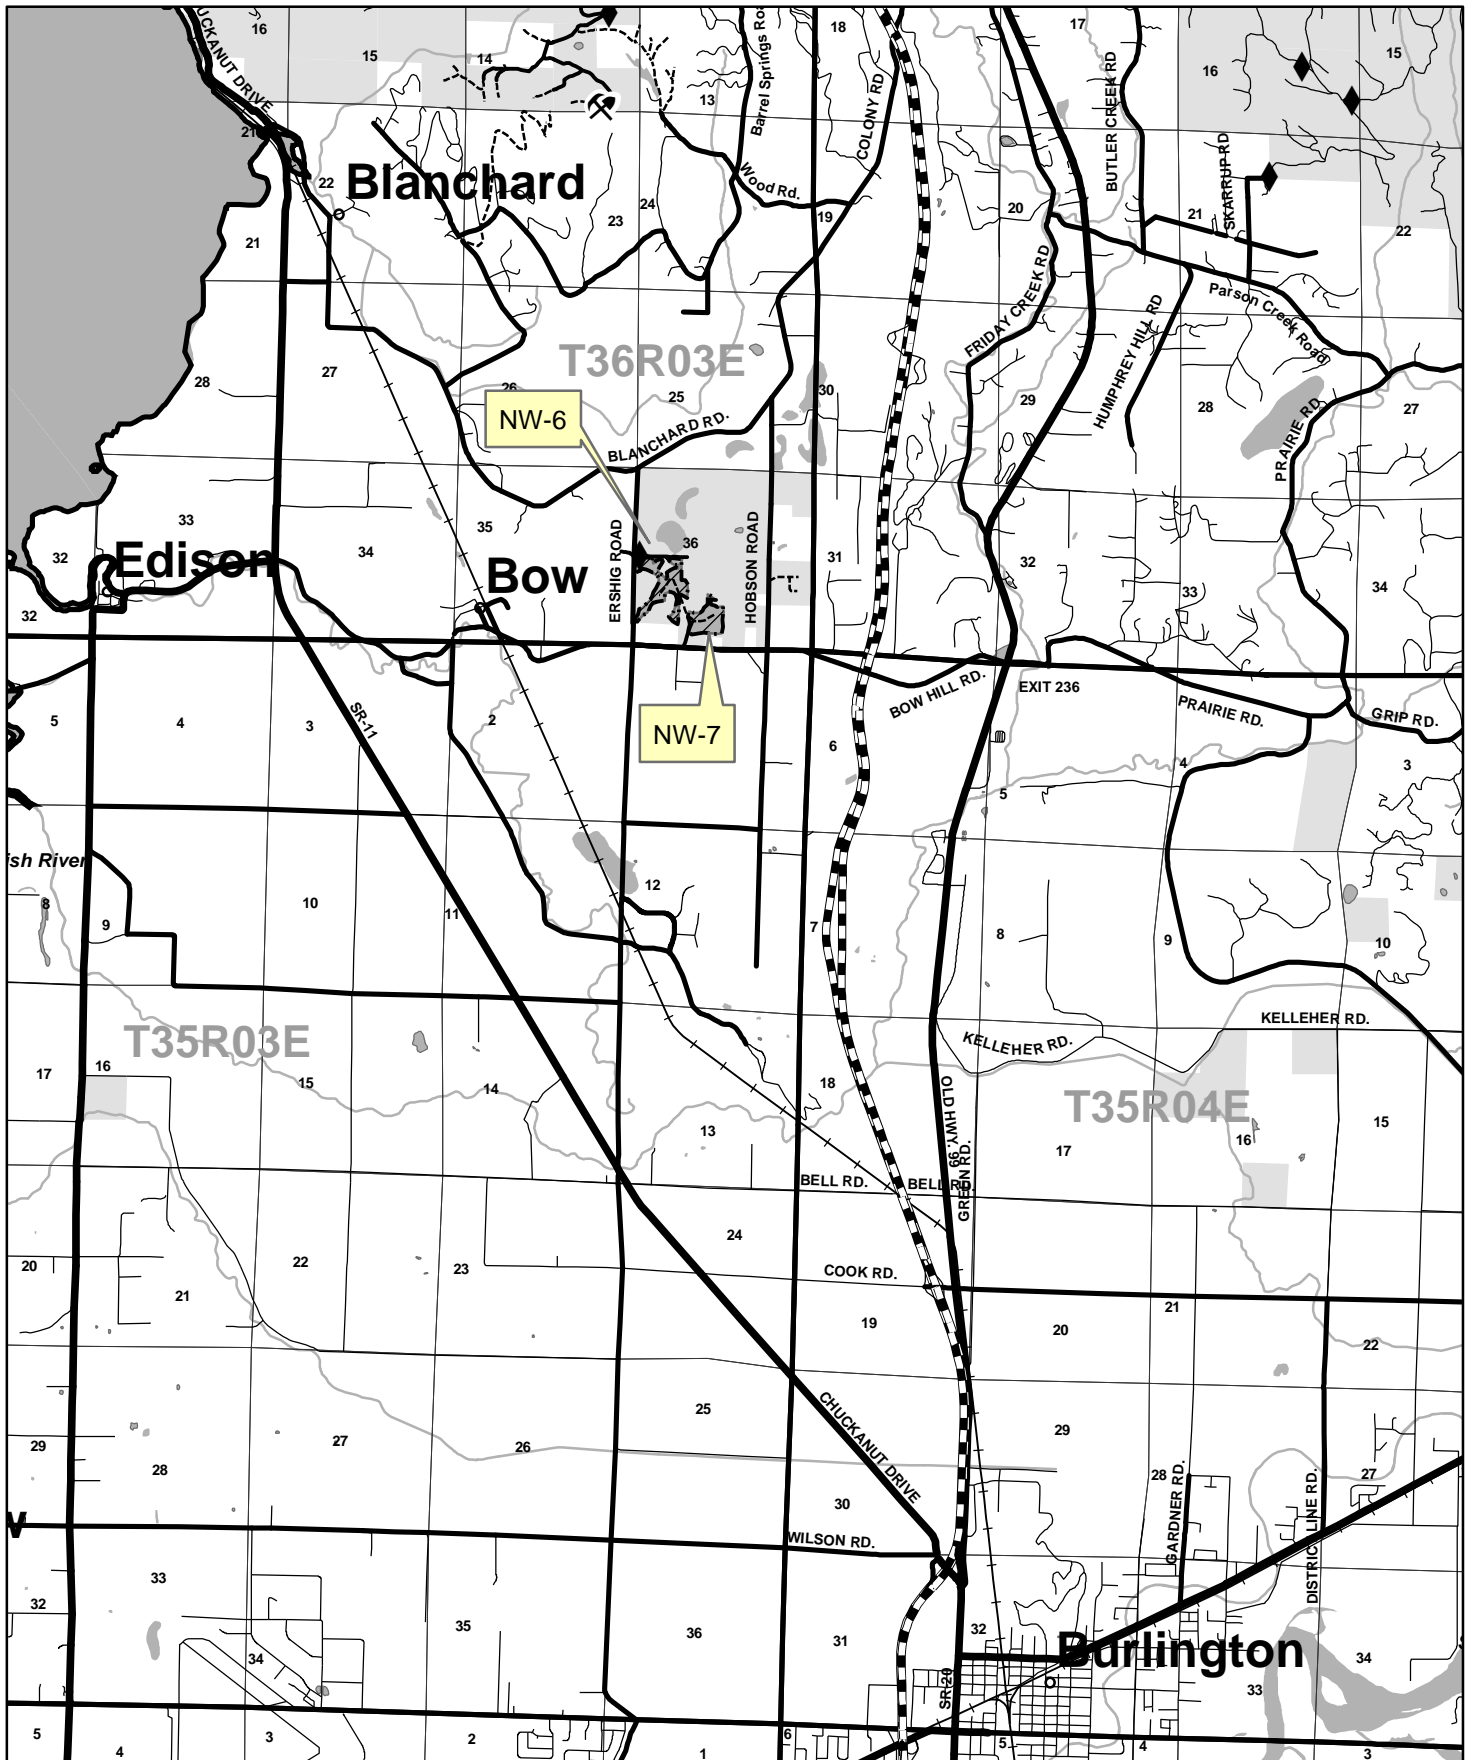 16
15
14
18
17
16
15
CHUCKANUT DRIVE
Barrel Springs Road
13
COLONY RD
BUTLER CREEK RD
21
22
Blanchard
Wood Rd.
24
23
19
20
21
SKARRUP RD
22
21
FRIDAY CREEK RD
Parson Creek Road
HUMPHREY HILL RD
T36R03E
28
27
26
25
30
29
28
27
NW-6
BLANCHARD RD.
PRAIRIE RD
33
35
34
36
31
32
33
34
32
Edison
Bow
ERSHIG ROAD
HOBSON ROAD
32
BOW HILL RD.
EXIT 236
PRAIRIE RD.
GRIP RD.
5
4
3
SR-11
2
NW-7
6
5
4
3
ish River
8
9
10
11
12
7
8
9
10
T35R03E
KELLEHER RD.
KELLEHER RD.
17
16
15
14
18
OLD HWY. 99
T35R04E
13
17
16
15
BELL RD.
BELL RD.
GREEN RD.
24
20
22
23
COOK RD.
21
19
20
21
22
25
CHUCKANUT DRIVE
29
27
26
29
28
30
28
27
GARDNER RD.
DISTRICT LINE RD.
WILSON RD.
33
32
35
36
31
32
Burlington
34
34
33
SR-20
5
4
3
2
1
6
5
4
3